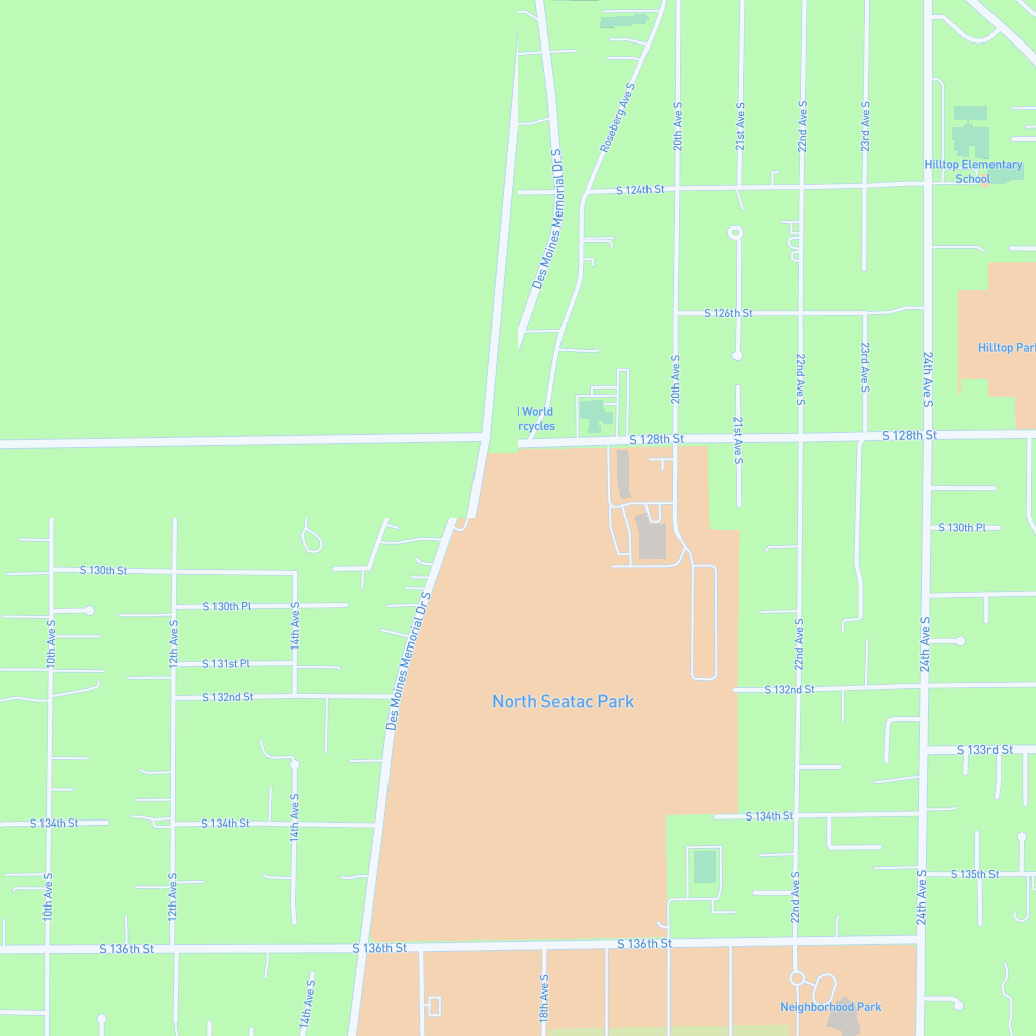 20th Ave S
21st Ave S
22nd Ave S
23rd Ave S
Roseberg Ave S
Hilltop Elementary
School
S 124th St
Des Moines Memorial Dr S
S 126th St
Hilltop Par
20th Ave S
22nd Ave S
23rd Ave S
24th Ave S
World
rcycles
21st Ave S
S 128th St
S 128th St
S 130th Pl
S 130th St
S 130th Pl
10th Ave S
12th Ave S
14th Ave S
Des Moines Memorial Dr S
22nd Ave S
24th Ave S
S 131st Pl
S 132nd St
S 132nd St
North Seatac Park
S 133rd St
S 134th St
S 134th St
14th Ave S
S 134th St
S 135th St
10th Ave S
12th Ave S
22nd Ave S
24th Ave S
S 136th St
S 136th St
S 136th St
14th Ave S
18th Ave S
Neighborhood Park